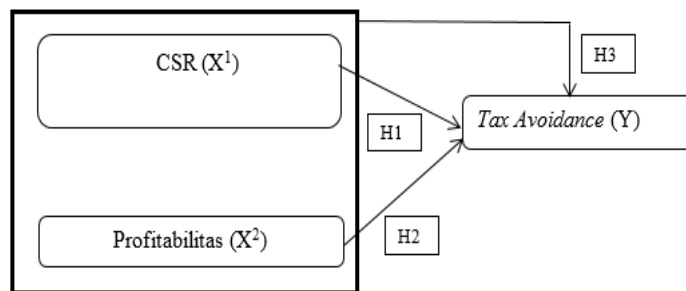 CSR (X¹)
H3
Tax Avoidance (Y)
H1
Profitabilitas (X²)
H2